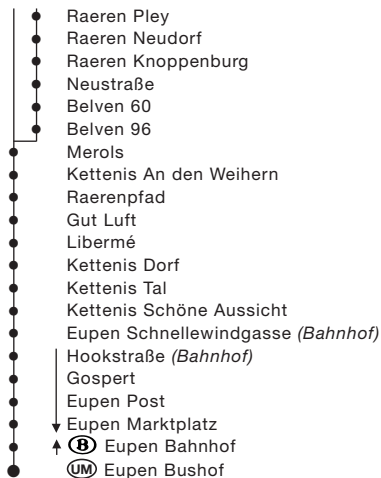 Raeren Pley
Raeren Neudorf
Raeren Knoppenburg
Neustraße
Belven 60
Belven 96
Merols
Kettenis An den Weihern
Raerenpfad
Gut Luft
Libermé
Kettenis Dorf
Kettenis Tal
Kettenis Schöne Aussicht
Eupen Schnellewindgasse (Bahnhof)
Hookstraße (Bahnhof)
Gospert
Eupen Post
Eupen Marktplatz
B Eupen Bahnhof
UM Eupen Bushof